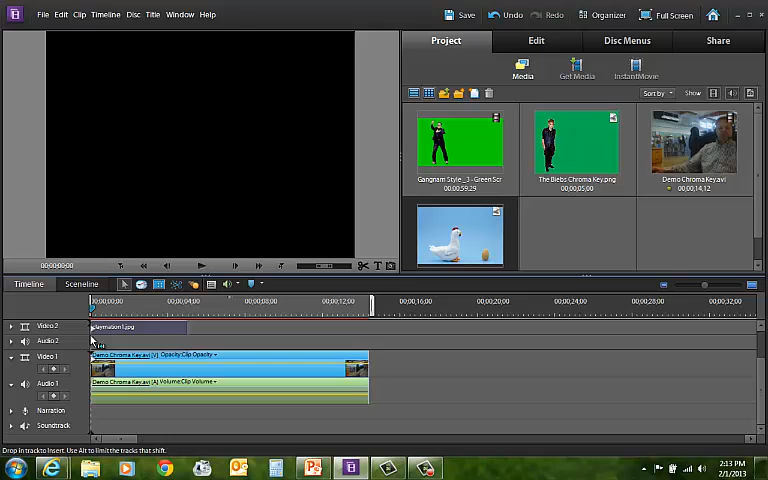 File Edit Clip Timeline Disc Title Window Help
Save Undo Redo Organizer Full Screen
Project Edit Disc Menus Share
Media Get Media InstantMovie
Sort by Show
Gangnam Style _3 - Green Scr
00;00;59;29
The Biebs Chroma Key.png
00;00;05;00
Demo Chroma Key.avi
00;00;14;12
00;00;00;00
Timeline Sceneline
00;00;00;00 00;00;04;00 00;00;08;00 00;00;12;00 00;00;16;00 00;00;20;00 00;00;24;00 00;00;28;00 00;00;32;00
Video 2
claymation1.jpg
Audio 2
Video 1
Demo Chroma Key.avi [V] Opacity:Clip Opacity
Audio 1
Demo Chroma Key.avi [A] Volume:Clip Volume
Narration
Soundtrack
Drop in track to Insert. Use Alt to limit the tracks that shift.
2:13 PM
2/1/2013